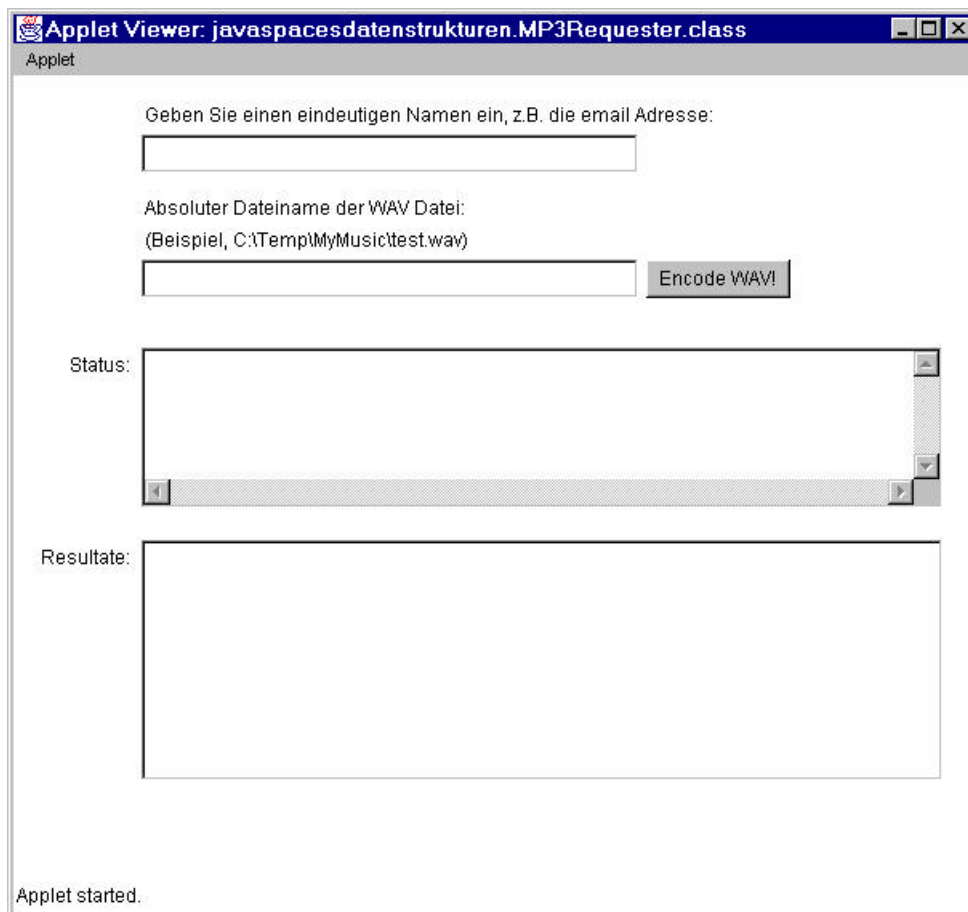 Applet Viewer: javaspacesdatenstrukturen.MP3Requester.class
Applet
Geben Sie einen eindeutigen Namen ein, z.B. die email Adresse:
Absoluter Dateiname der WAV Datei:
(Beispiel, C:\Temp\MyMusic\test.wav)
Encode WAV!
Status:
Resultate:
Applet started.